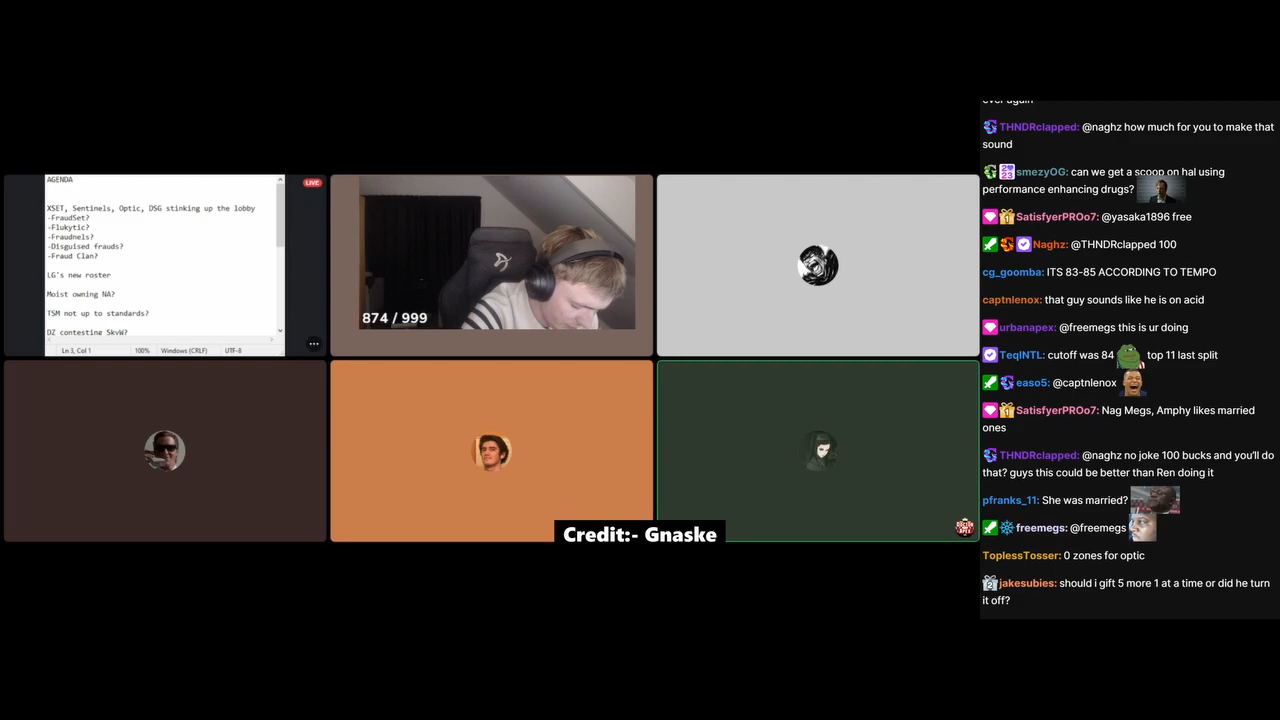 AGENDA
XSET, Sentinels, Optic, DSG stinking up the lobby
-FraudSet?
-Flukytic?
-Fraudnels?
-Disguised frauds?
-Fraud Clan?
LG's new roster
Moist owning NA?
TSM not up to standards?
DZ contesting SkyW?
Ln 3, Col 1
100%
Windows (CRLF)
UTF-8
LIVE
874 / 999
Credit:- Gnaske
ever again
THNDRclapped: @naghz how much for you to make that
sound
smezyOG: can we get a scoop on hal using
performance enhancing drugs?
SatisfyerPROo7: @yasaka1896 free
Naghz: @THNDRclapped 100
cg_goomba: ITS 83-85 ACCORDING TO TEMPO
captnlenox: that guy sounds like he is on acid
urbanapex: @freemegs this is ur doing
TeqINTL: cutoff was 84 top 11 last split
easo5: @captnlenox
SatisfyerPROo7: Nag Megs, Amphy likes married
ones
THNDRclapped: @naghz no joke 100 bucks and you'll do
that? guys this could be better than Ren doing it
pfranks_11: She was married?
freemegs: @freemegs
ToplessTosser: 0 zones for optic
jakesubies: should i gift 5 more 1 at a time or did he turn
it off?